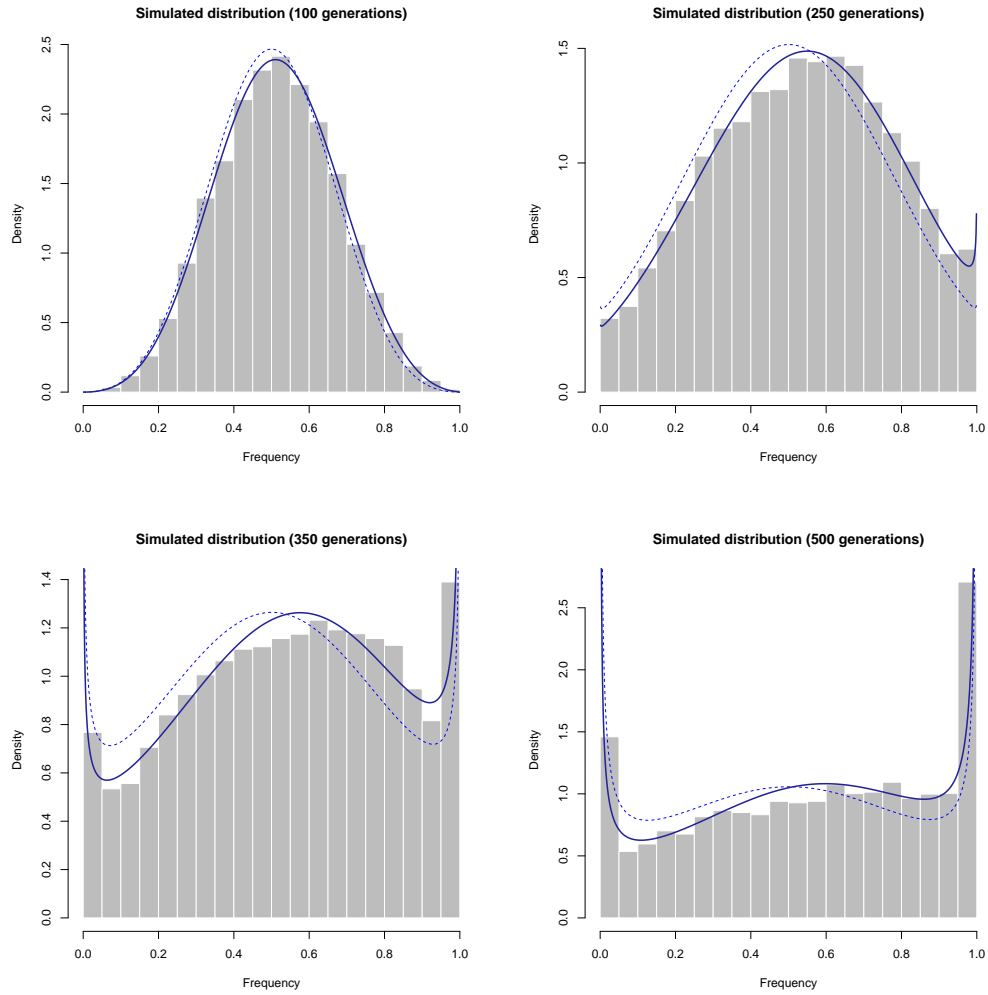 Simulated distribution (100 generations)
Density
0.0 0.5 1.0 1.5 2.0 2.5
0.0 0.2 0.4 0.6 0.8 1.0
Frequency
Simulated distribution (250 generations)
Density
0.0 0.5 1.0 1.5
0.0 0.2 0.4 0.6 0.8 1.0
Frequency
Simulated distribution (350 generations)
Density
0.0 0.2 0.4 0.6 0.8 1.0 1.2 1.4
0.0 0.2 0.4 0.6 0.8 1.0
Frequency
Simulated distribution (500 generations)
Density
0.0 0.5 1.0 1.5 2.0 2.5
0.0 0.2 0.4 0.6 0.8 1.0
Frequency